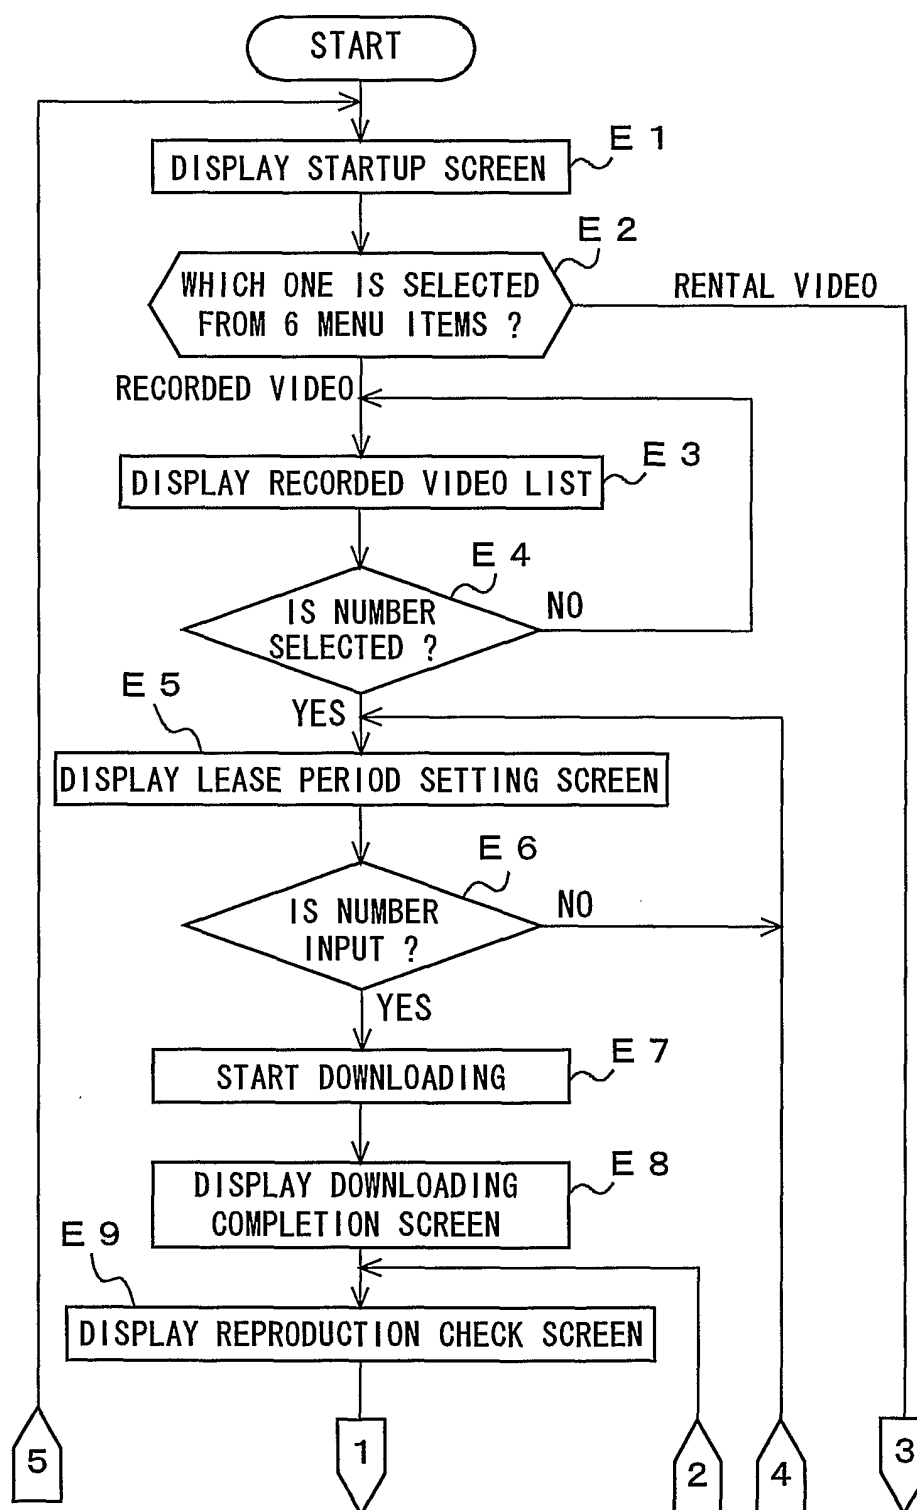 START
E 1
DISPLAY STARTUP SCREEN
E 2
WHICH ONE IS SELECTED
FROM 6 MENU ITEMS ?
RENTAL VIDEO
RECORDED VIDEO
E 3
DISPLAY RECORDED VIDEO LIST
E 4
IS NUMBER
SELECTED ?
NO
E 5
YES
DISPLAY LEASE PERIOD SETTING SCREEN
E 6
IS NUMBER
INPUT ?
NO
YES
E 7
START DOWNLOADING
E 8
DISPLAY DOWNLOADING
COMPLETION SCREEN
E 9
DISPLAY REPRODUCTION CHECK SCREEN
5
1
2
4
3